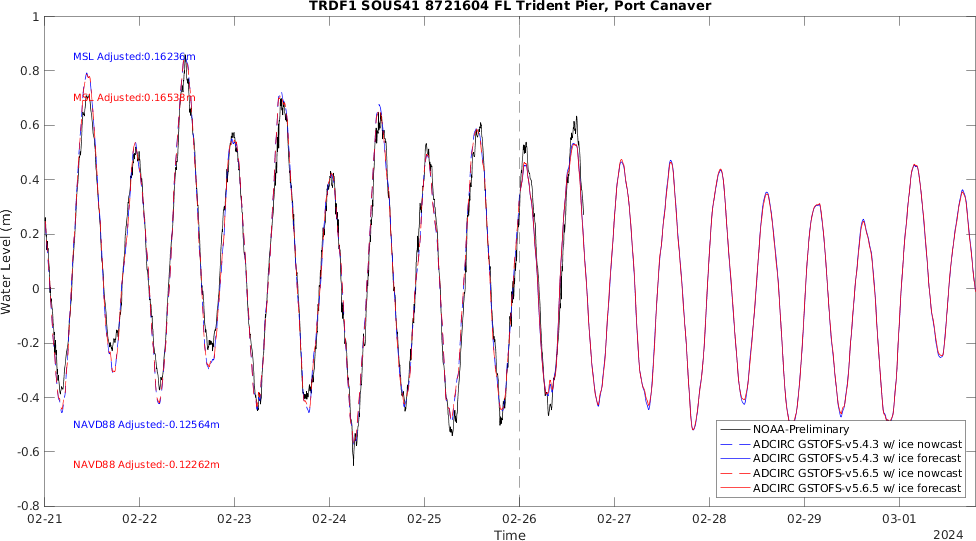 TRDF1 SOUS41 8721604 FL Trident Pier, Port Canaver
1
0.8
0.6
0.4
0.2
0
-0.2
-0.4
-0.6
-0.8
Water Level (m)
MSL Adjusted:0.16236m
MSL Adjusted:0.16538m
NAVD88 Adjusted:-0.12564m
NAVD88 Adjusted:-0.12262m
NOAA-Preliminary
ADCIRC GSTOFS-v5.4.3 w/ ice nowcast
ADCIRC GSTOFS-v5.4.3 w/ ice forecast
ADCIRC GSTOFS-v5.6.5 w/ ice nowcast
ADCIRC GSTOFS-v5.6.5 w/ ice forecast
02-21 02-22 02-23 02-24 02-25 02-26 02-27 02-28 02-29 03-01
Time
2024